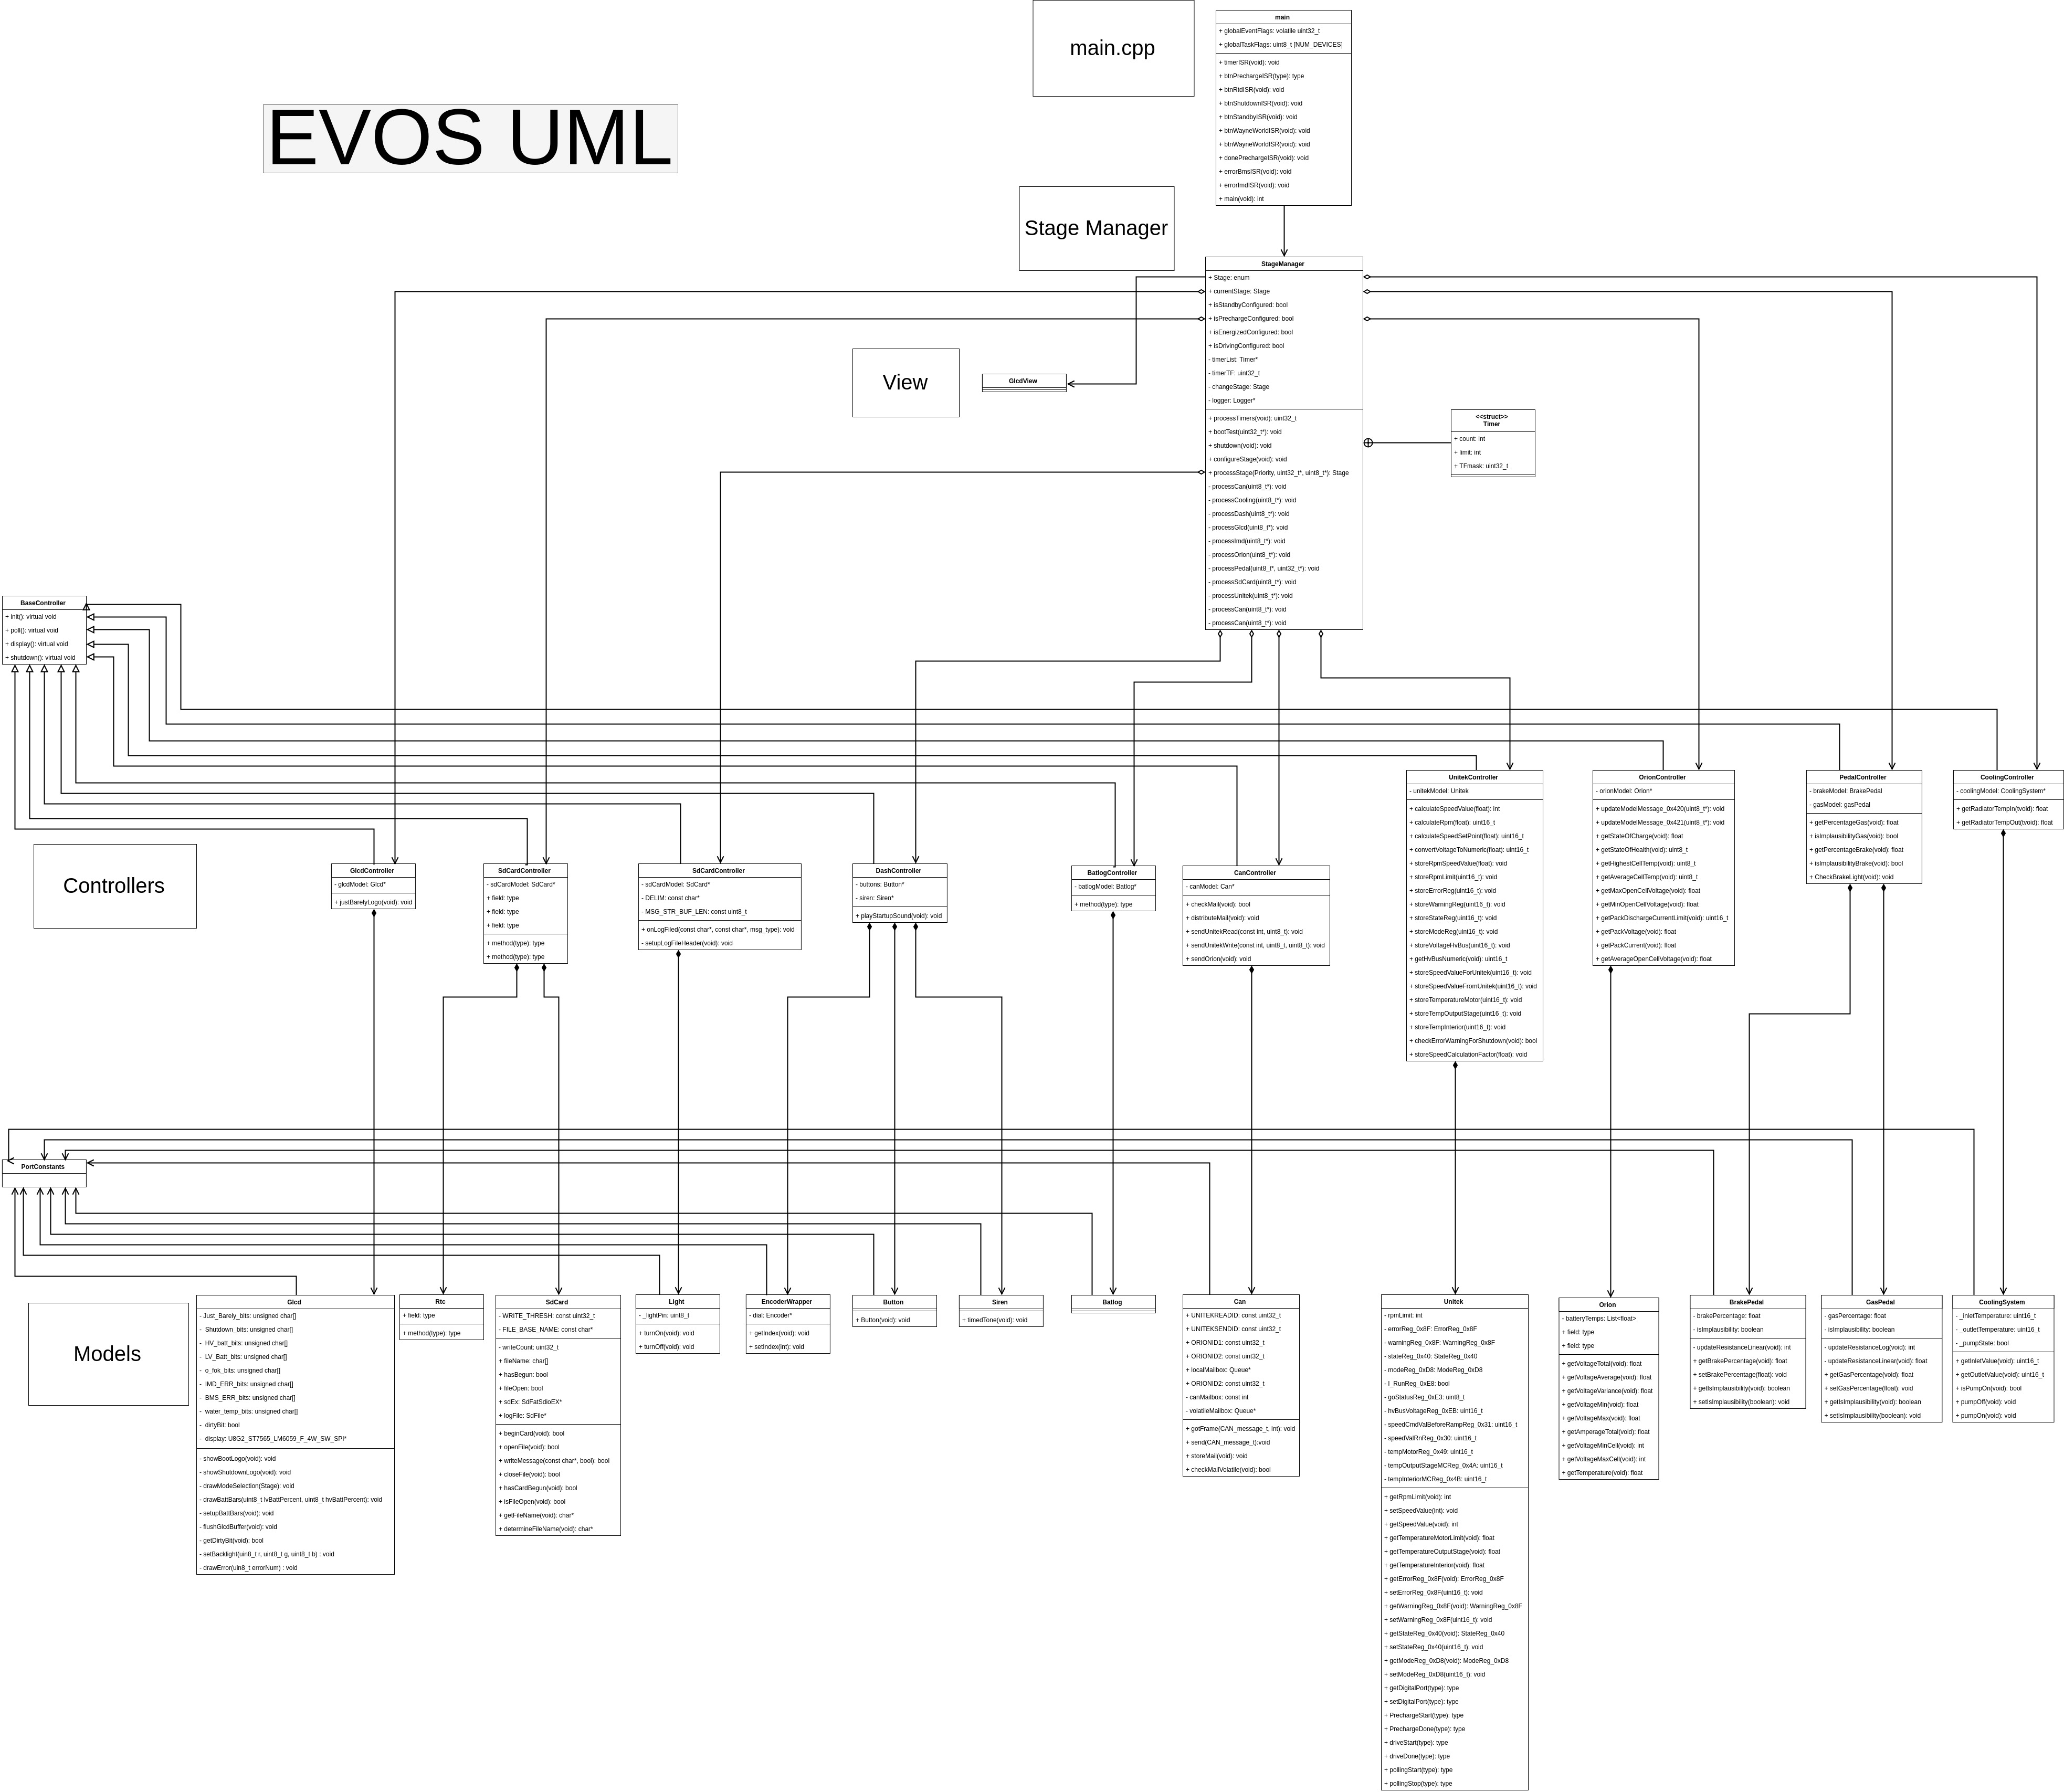 main.cpp
main
+ globalEventFlags: volatile uint32_t
+ globalTaskFlags: uint8_t [NUM_DEVICES]
+ timerISR(void): void
+ btnPrechargeISR(type): type
+ btnRtdISR(void): void
+ btnShutdownISR(void): void
+ btnStandbyISR(void): void
+ btnWayneWorldISR(void): void
+ btnWayneWorldISR(void): void
+ donePrechargeISR(void): void
+ errorBmsISR(void): void
+ errorImdISR(void): void
+ main(void): int
EVOS UML
Stage Manager
StageManager
+ Stage: enum
+ currentStage: Stage
+ isStandbyConfigured: bool
+ isPrechargeConfigured: bool
+ isEnergizedConfigured: bool
+ isDrivingConfigured: bool
- timerList: Timer*
- timerTF: uint32_t
- changeStage: Stage
- logger: Logger*
+ processTimers(void): uint32_t
+ bootTest(uint32_t*): void
+ shutdown(void): void
+ configureStage(void): void
+ processStage(Priority, uint32_t*, uint8_t*): Stage
- processCan(uint8_t*): void
- processCooling(uint8_t*): void
- processDash(uint8_t*): void
- processGlcd(uint8_t*): void
- processImd(uint8_t*): void
- processOrion(uint8_t*): void
- processPedal(uint8_t*, uint32_t*): void
- processSdCard(uint8_t*): void
- processUnitek(uint8_t*): void
- processCan(uint8_t*): void
- processCan(uint8_t*): void
View
GlcdView
<<struct>>
Timer
+ count: int
+ limit: int
+ TFmask: uint32_t
BaseController
+ init(): virtual void
+ poll(): virtual void
+ display(): virtual void
+ shutdown(): virtual void
Controllers
GlcdController
- glcdModel: Glcd*
+ justBarelyLogo(void): void
SdCardController
- sdCardModel: SdCard*
+ field: type
+ field: type
+ field: type
+ method(type): type
+ method(type): type
SdCardController
- sdCardModel: SdCard*
- DELIM: const char*
- MSG_STR_BUF_LEN: const uint8_t
+ onLogFiled(const char*, const char*, msg_type): void
- setupLogFileHeader(void): void
DashController
- buttons: Button*
- siren: Siren*
+ playStartupSound(void): void
BatlogController
- batlogModel: Batlog*
+ method(type): type
CanController
- canModel: Can*
+ checkMail(void): bool
+ distributeMail(void): void
+ sendUnitekRead(const int, uint8_t): void
+ sendUnitekWrite(const int, uint8_t, uint8_t): void
+ sendOrion(void): void
UnitekController
- unitekModel: Unitek
+ calculateSpeedValue(float): int
+ calculateRpm(float): uint16_t
+ calculateSpeedSetPoint(float): uint16_t
+ convertVoltageToNumeric(float): uint16_t
+ storeRpmSpeedValue(float): void
+ storeRpmLimit(uint16_t): void
+ storeErrorReg(uint16_t): void
+ storeWarningReg(uint16_t): void
+ storeStateReg(uint16_t): void
+ storeModeReg(uint16_t): void
+ storeVoltageHvBus(uint16_t): void
+ getHvBusNumeric(void): uint16_t
+ storeSpeedValueForUnitek(uint16_t): void
+ storeSpeedValueFromUnitek(uint16_t): void
+ storeTemperatureMotor(uint16_t): void
+ storeTempOutputStage(uint16_t): void
+ storeTempInterior(uint16_t): void
+ checkErrorWarningForShutdown(void): bool
+ storeSpeedCalculationFactor(float): void
OrionController
- orionModel: Orion*
+ updateModelMessage_0x420(uint8_t*): void
+ updateModelMessage_0x421(uint8_t*): void
+ getStateOfCharge(void): float
+ getStateOfHealth(void): uint8_t
+ getHighestCellTemp(void): uint8_t
+ getAverageCellTemp(void): uint8_t
+ getMaxOpenCellVoltage(void): float
+ getMinOpenCellVoltage(void): float
+ getPackDischargeCurrentLimit(void): uint16_t
+ getPackVoltage(void): float
+ getPackCurrent(void): float
+ getAverageOpenCellVoltage(void): float
PedalController
- brakeModel: BrakePedal
- gasModel: gasPedal
+ getPercentageGas(void): float
+ isImplausibilityGas(void): bool
+ getPercentageBrake(void): float
+ isImplausibilityBrake(void): bool
+ CheckBrakeLight(void): void
CoolingController
- coolingModel: CoolingSystem*
+ getRadiatorTempIn(tvoid): float
+ getRadiatorTempOut(tvoid): float
PortConstants
Models
Glcd
- Just_Barely_bits: unsigned char[]
-  Shutdown_bits: unsigned char[]
-  HV_batt_bits: unsigned char[]
-  LV_Batt_bits: unsigned char[]
-  o_fok_bits: unsigned char[]
-  IMD_ERR_bits: unsigned char[]
-  BMS_ERR_bits: unsigned char[]
-  water_temp_bits: unsigned char[]
-  dirtyBit: bool
-  display: U8G2_ST7565_LM6059_F_4W_SW_SPI*
- showBootLogo(void): void
- showShutdownLogo(void): void
- drawModeSelection(Stage): void
- drawBattBars(uint8_t lvBattPercent, uint8_t hvBattPercent): void
- setupBattBars(void): void
- flushGlcdBuffer(void): void
- getDirtyBit(void): bool
- setBacklight(uin8_t r, uint8_t g, uint8_t b) : void
- drawError(uin8_t errorNum) : void
Rtc
+ field: type
+ method(type): type
SdCard
- WRITE_THRESH: const uint32_t
- FILE_BASE_NAME: const char*
- writeCount: uint32_t
+ fileName: char[]
+ hasBegun: bool
+ fileOpen: bool
+ sdEx: SdFatSdioEX*
+ logFile: SdFile*
+ beginCard(void): bool
+ openFile(void): bool
+ writeMessage(const char*, bool): bool
+ closeFile(void): bool
+ hasCardBegun(void): bool
+ isFileOpen(void): bool
+ getFileName(void): char*
+ determineFileName(void): char*
Light
- _lightPin: uint8_t
+ turnOn(void): void
+ turnOff(void): void
EncoderWrapper
- dial: Encoder*
+ getIndex(void): void
+ setIndex(int): void
Button
+ Button(void): void
Siren
+ timedTone(void): void
Batlog
Can
+ UNITEKREADID: const uint32_t
+ UNITEKSENDID: const uint32_t
+ ORIONID1: const uint32_t
+ ORIONID2: const uint32_t
+ localMailbox: Queue*
+ ORIONID2: const uint32_t
- canMailbox: const int
- volatileMailbox: Queue*
+ gotFrame(CAN_message_t, int): void
+ send(CAN_message_t):void
+ storeMail(void): void
+ checkMailVolatile(void): bool
Unitek
- rpmLimit: int
- errorReg_0x8F: ErrorReg_0x8F
- warningReg_0x8F: WarningReg_0x8F
- stateReg_0x40: StateReg_0x40
- modeReg_0xD8: ModeReg_0xD8
- I_RunReg_0xE8: bool
- goStatusReg_0xE3: uint8_t
- hvBusVoltageReg_0xEB: uint16_t
- speedCmdValBeforeRampReg_0x31: uint16_t
- speedValRnReg_0x30: uint16_t
- tempMotorReg_0x49: uint16_t
- tempOutputStageMCReg_0x4A: uint16_t
- tempInteriorMCReg_0x4B: uint16_t
+ getRpmLimit(void): int
+ setSpeedValue(int): void
+ getSpeedValue(void): int
+ getTemperatureMotorLimit(void): float
+ getTemperatureOutputStage(void): float
+ getTemperatureInterior(void): float
+ getErrorReg_0x8F(void): ErrorReg_0x8F
+ setErrorReg_0x8F(uint16_t): void
+ getWarningReg_0x8F(void): WarningReg_0x8F
+ setWarningReg_0x8F(uint16_t): void
+ getStateReg_0x40(void): StateReg_0x40
+ setStateReg_0x40(uint16_t): void
+ getModeReg_0xD8(void): ModeReg_0xD8
+ setModeReg_0xD8(uint16_t): void
+ getDigitalPort(type): type
+ setDigitalPort(type): type
+ PrechargeStart(type): type
+ PrechargeDone(type): type
+ driveStart(type): type
+ driveDone(type): type
+ pollingStart(type): type
+ pollingStop(type): type
Orion
- batteryTemps: List<float>
+ field: type
+ field: type
+ getVoltageTotal(void): float
+ getVoltageAverage(void): float
+ getVoltageVariance(void): float
+ getVoltageMin(void): float
+ getVoltageMax(void): float
+ getAmperageTotal(void): float
+ getVoltageMinCell(void): int
+ getVoltageMaxCell(void): int
+ getTemperature(void): float
BrakePedal
- brakePercentage: float
- isImplausibility: boolean
- updateResistanceLinear(void): int
+ getBrakePercentage(void): float
+ setBrakePercentage(float): void
+ getIsImplausibility(void): boolean
+ setIsImplausibility(boolean): void
GasPedal
- gasPercentage: float
- isImplausibility: boolean
- updateResistanceLog(void): int
- updateResistanceLinear(void): float
+ getGasPercentage(void): float
+ setGasPercentage(float): void
+ getIsImplausibility(void): boolean
+ setIsImplausibility(boolean): void
CoolingSystem
- _inletTemperature: uint16_t
- _outletTemperature: uint16_t
- _pumpState: bool
+ getInletValue(void): uint16_t
+ getOutletValue(void): uint16_t
+ isPumpOn(void): bool
+ pumpOff(void): void
+ pumpOn(void): void